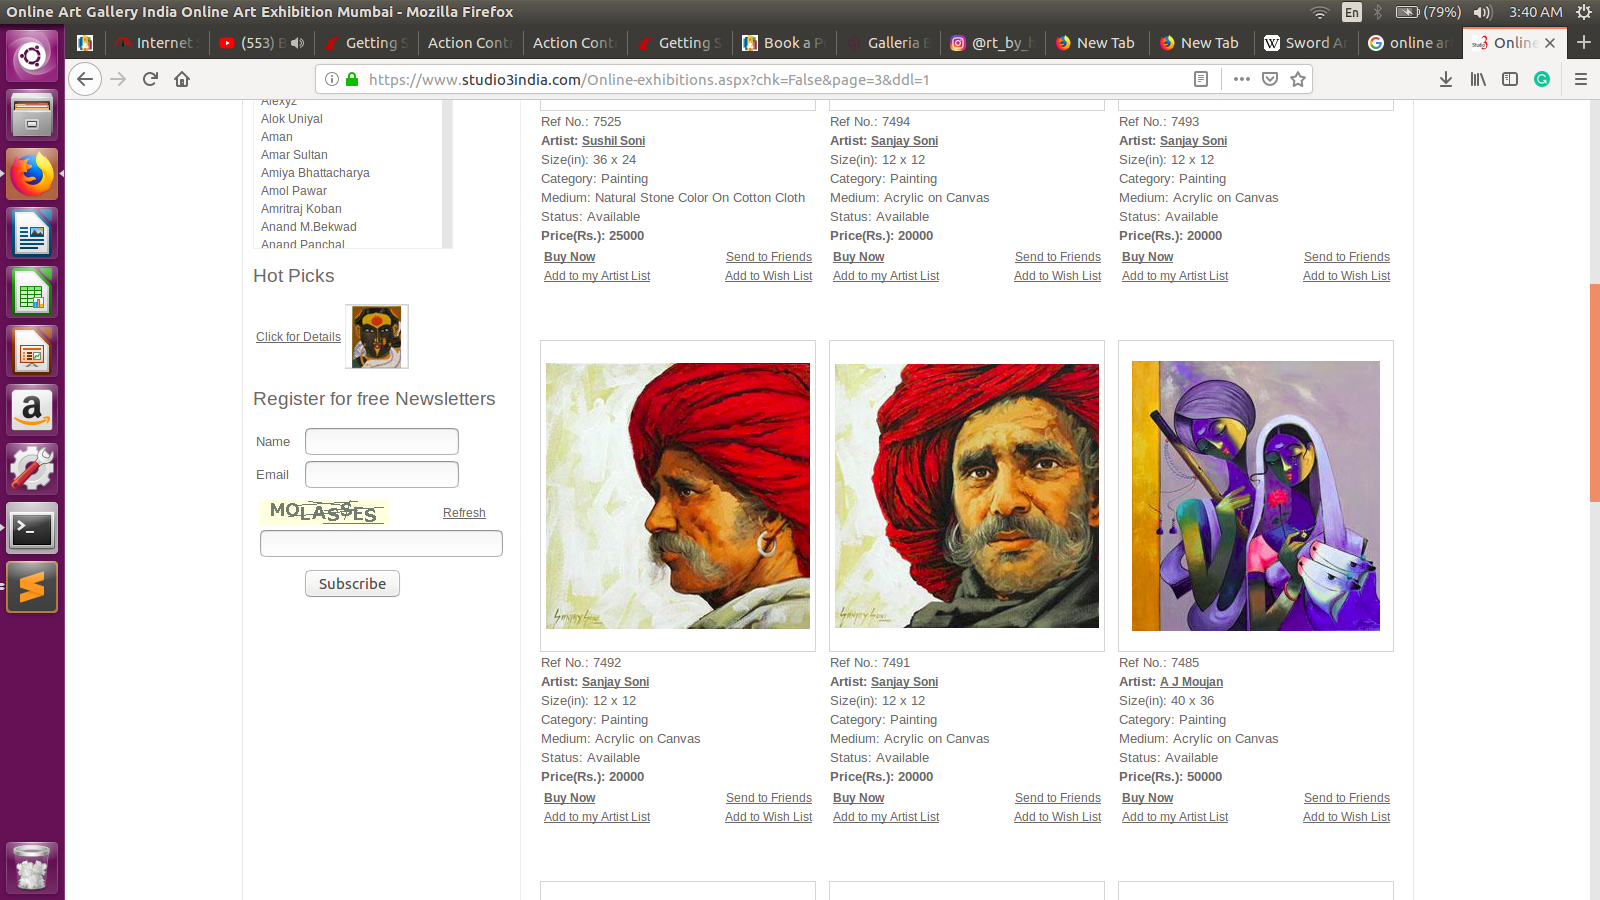 Online Art Gallery India Online Art Exhibition Mumbai - Mozilla Firefox
En
(79%)
3:40 AM
Internet
(553)
Getting S
Action Contr
Action Conti
Getting S
Book a P
Galleria
@rt_by_h
New Tab
New Tab
Sword Ar
online ar
Online
https://www.studio3india.com/Online-exhibitions.aspx?chk=False&page=3&ddl=1
Alexyz
Alok Uniyal
Aman
Amar Sultan
Amiya Bhattacharya
Amol Pawar
Amritraj Koban
Anand M.Bekwad
Anand Panchal
Hot Picks
Click for Details
Register for free Newsletters
Name
Email
MOLASSES
Refresh
Subscribe
Ref No.: 7525
Artist: Sushil Soni
Size(in): 36 x 24
Category: Painting
Medium: Natural Stone Color On Cotton Cloth
Status: Available
Price(Rs.): 25000
Buy Now
Send to Friends
Add to my Artist List
Add to Wish List
Ref No.: 7494
Artist: Sanjay Soni
Size(in): 12 x 12
Category: Painting
Medium: Acrylic on Canvas
Status: Available
Price(Rs.): 20000
Buy Now
Send to Friends
Add to my Artist List
Add to Wish List
Ref No.: 7493
Artist: Sanjay Soni
Size(in): 12 x 12
Category: Painting
Medium: Acrylic on Canvas
Status: Available
Price(Rs.): 20000
Buy Now
Send to Friends
Add to my Artist List
Add to Wish List
Sanjay Soni
Ref No.: 7492
Artist: Sanjay Soni
Size(in): 12 x 12
Category: Painting
Medium: Acrylic on Canvas
Status: Available
Price(Rs.): 20000
Buy Now
Send to Friends
Add to my Artist List
Add to Wish List
Sanjay Soni
Ref No.: 7491
Artist: Sanjay Soni
Size(in): 12 x 12
Category: Painting
Medium: Acrylic on Canvas
Status: Available
Price(Rs.): 20000
Buy Now
Send to Friends
Add to my Artist List
Add to Wish List
Ref No.: 7485
Artist: A J Moujan
Size(in): 40 x 36
Category: Painting
Medium: Acrylic on Canvas
Status: Available
Price(Rs.): 50000
Buy Now
Send to Friends
Add to my Artist List
Add to Wish List